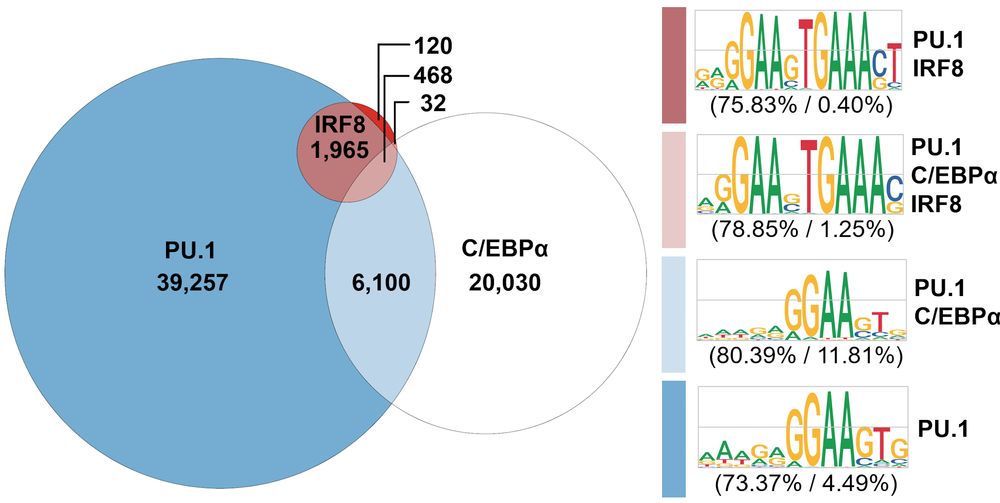 120
468
32
IRF8
1,965
PU.1
39,257
6,100
C/EBPα
20,030
PU.1
IRF8
(75.83% / 0.40%)
PU.1
C/EBPα
IRF8
(78.85% / 1.25%)
PU.1
C/EBPα
(80.39% / 11.81%)
PU.1
(73.37% / 4.49%)